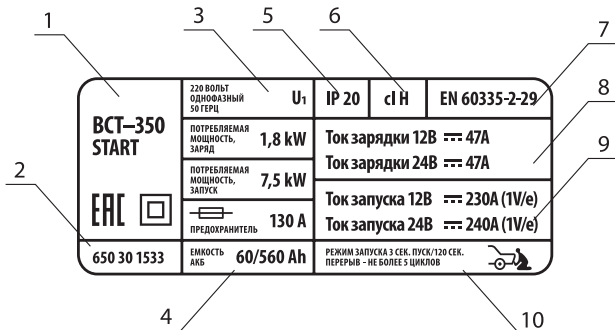 1
3
5
6
7
8
9
2
4
10
BCT–350
START
EAC
650 30 1533
220 ВОЛЬТ
ОДНОФАЗНЫЙ
50 ГЕРЦ
U1
ПОТРЕБЛЯЕМАЯ
МОЩНОСТЬ,
ЗАРЯД
1,8 kW
ПОТРЕБЛЯЕМАЯ
МОЩНОСТЬ,
ЗАПУСК
7,5 kW
ПРЕДОХРАНИТЕЛЬ
130 A
ЕМКОСТЬ
АКБ
60/560 Ah
IP 20
cl H
EN 60335-2-29
Ток зарядки 12В 47А
Ток зарядки 24В 47А
Ток запуска 12В 230А (1V/e)
Ток запуска 24В 240А (1V/e)
РЕЖИМ ЗАПУСКА 3 СЕК. ПУСК/120 СЕК.
ПЕРЕРЫВ – НЕ БОЛЕЕ 5 ЦИКЛОВ